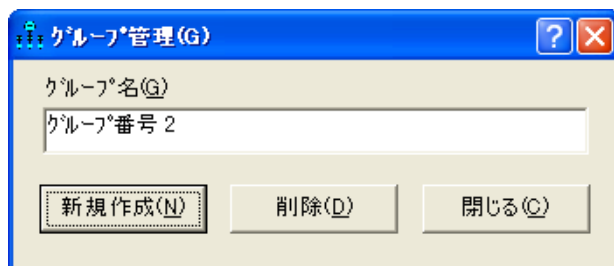 ｸﾞﾙｰﾌﾟ管理(G)
ｸﾞﾙｰﾌﾟ名(G)
ｸﾞﾙｰﾌﾟ番号 2
新規作成(N)
削除(D)
閉じる(C)